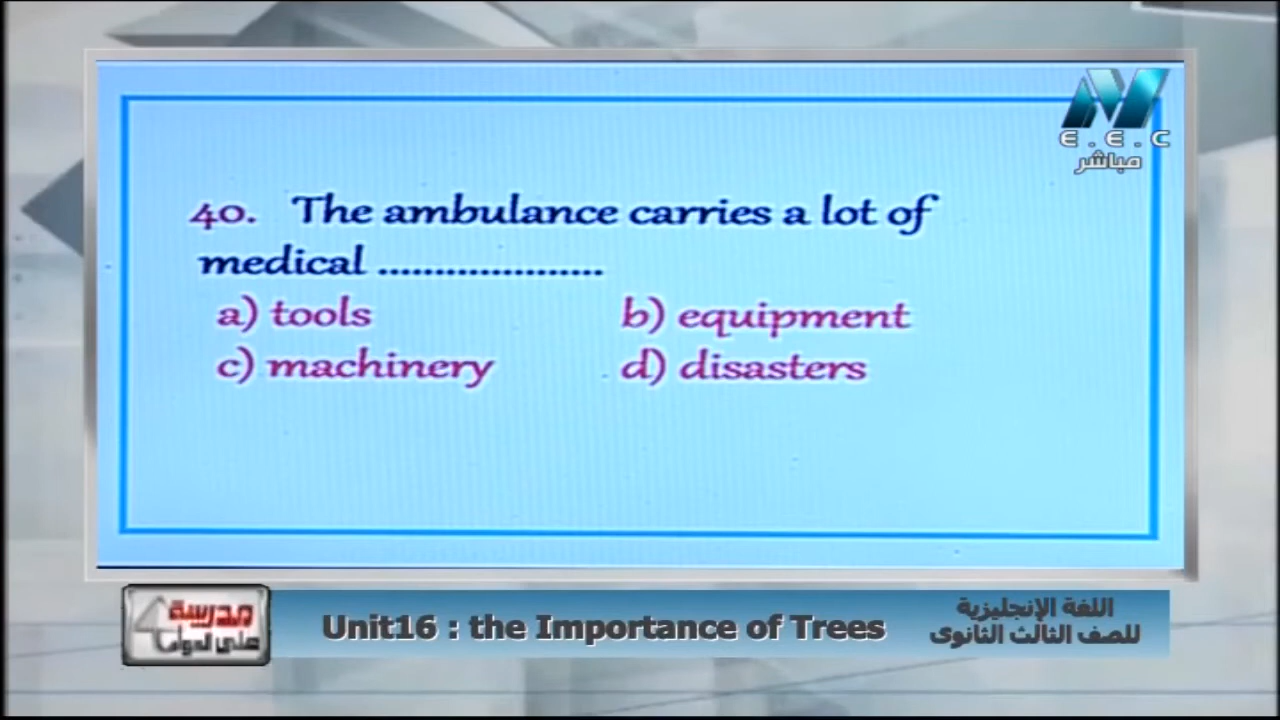 E.E.C
مباشر
40. The ambulance carries a lot of
medical ....................
a) tools b) equipment
c) machinery d) disasters
مدرسة
على الهواء
Unit16 : the Importance of Trees
اللغة الإنجليزية
للصف الثالث الثانوى